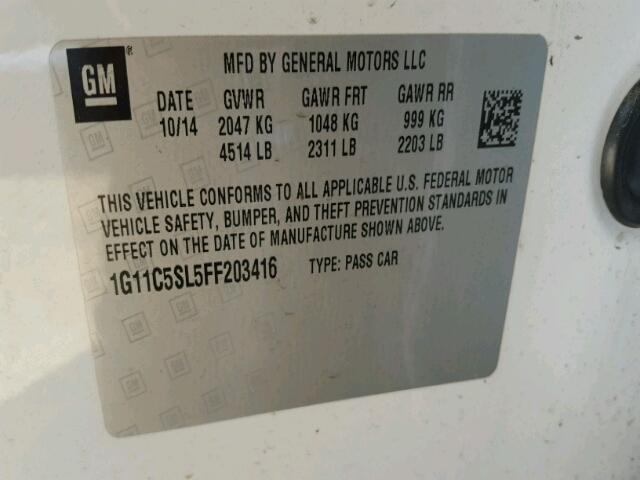 GM ® MFD BY GENERAL MOTORS LLC
DATE GVWR GAWR FRT GAWR RR
10/14 2047 KG 1048 KG 999 KG
4514 LB 2311 LB 2203 LB
THIS VEHICLE CONFORMS TO ALL APPLICABLE U.S. FEDERAL MOTOR
VEHICLE SAFETY, BUMPER, AND THEFT PREVENTION STANDARDS IN
EFFECT ON THE DATE OF MANUFACTURE SHOWN ABOVE.
1G11C5SL5FF203416 TYPE: PASS CAR